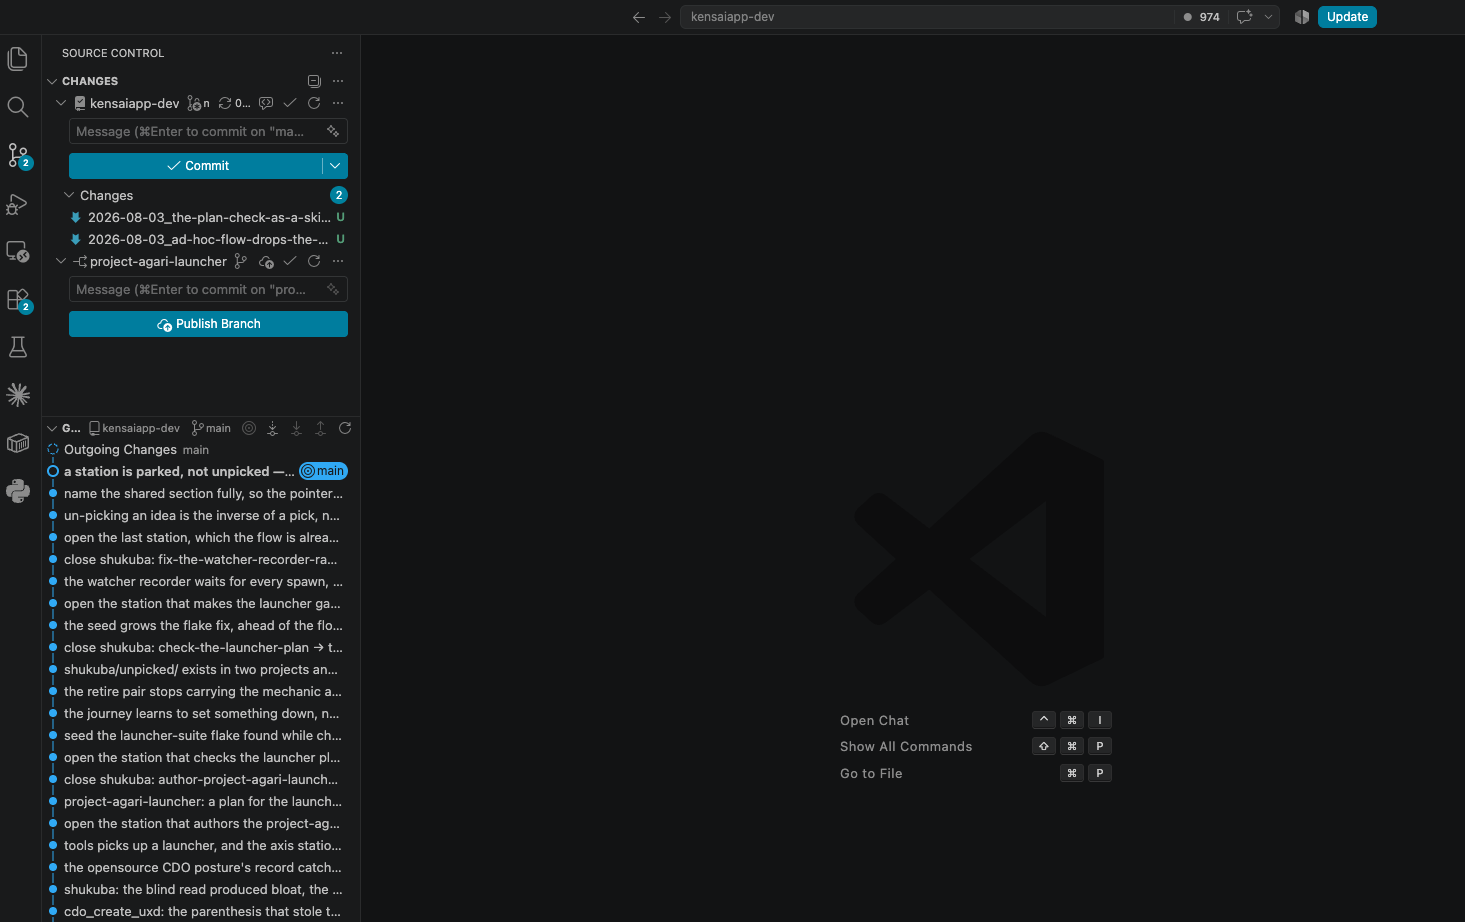 kensaiapp-dev
974
Update
SOURCE CONTROL
CHANGES
kensaiapp-dev n 0...
Message (⌘Enter to commit on "ma...
Commit
Changes 2
2026-08-03_the-plan-check-as-a-ski... U
2026-08-03_ad-hoc-flow-drops-the-... U
project-agari-launcher
Message (⌘Enter to commit on "pro...
Publish Branch
2
2
G... kensaiapp-dev main
Outgoing Changes main
a station is parked, not unpicked —... main
name the shared section fully, so the pointer...
un-picking an idea is the inverse of a pick, n...
open the last station, which the flow is alrea...
close shukuba: fix-the-watcher-recorder-ra...
the watcher recorder waits for every spawn, ...
open the station that makes the launcher ga...
the seed grows the flake fix, ahead of the flo...
close shukuba: check-the-launcher-plan → t...
shukuba/unpicked/ exists in two projects an...
the retire pair stops carrying the mechanic a...
the journey learns to set something down, n...
seed the launcher-suite flake found while ch...
open the station that checks the launcher pl...
close shukuba: author-project-agari-launch...
project-agari-launcher: a plan for the launch...
open the station that authors the project-ag...
tools picks up a launcher, and the axis statio...
the opensource CDO posture's record catch...
shukuba: the blind read produced bloat, the ...
cdo_create_uxd: the parenthesis that stole t...
Open Chat ^ ⌘ I
Show All Commands ⇧ ⌘ P
Go to File ⌘ P